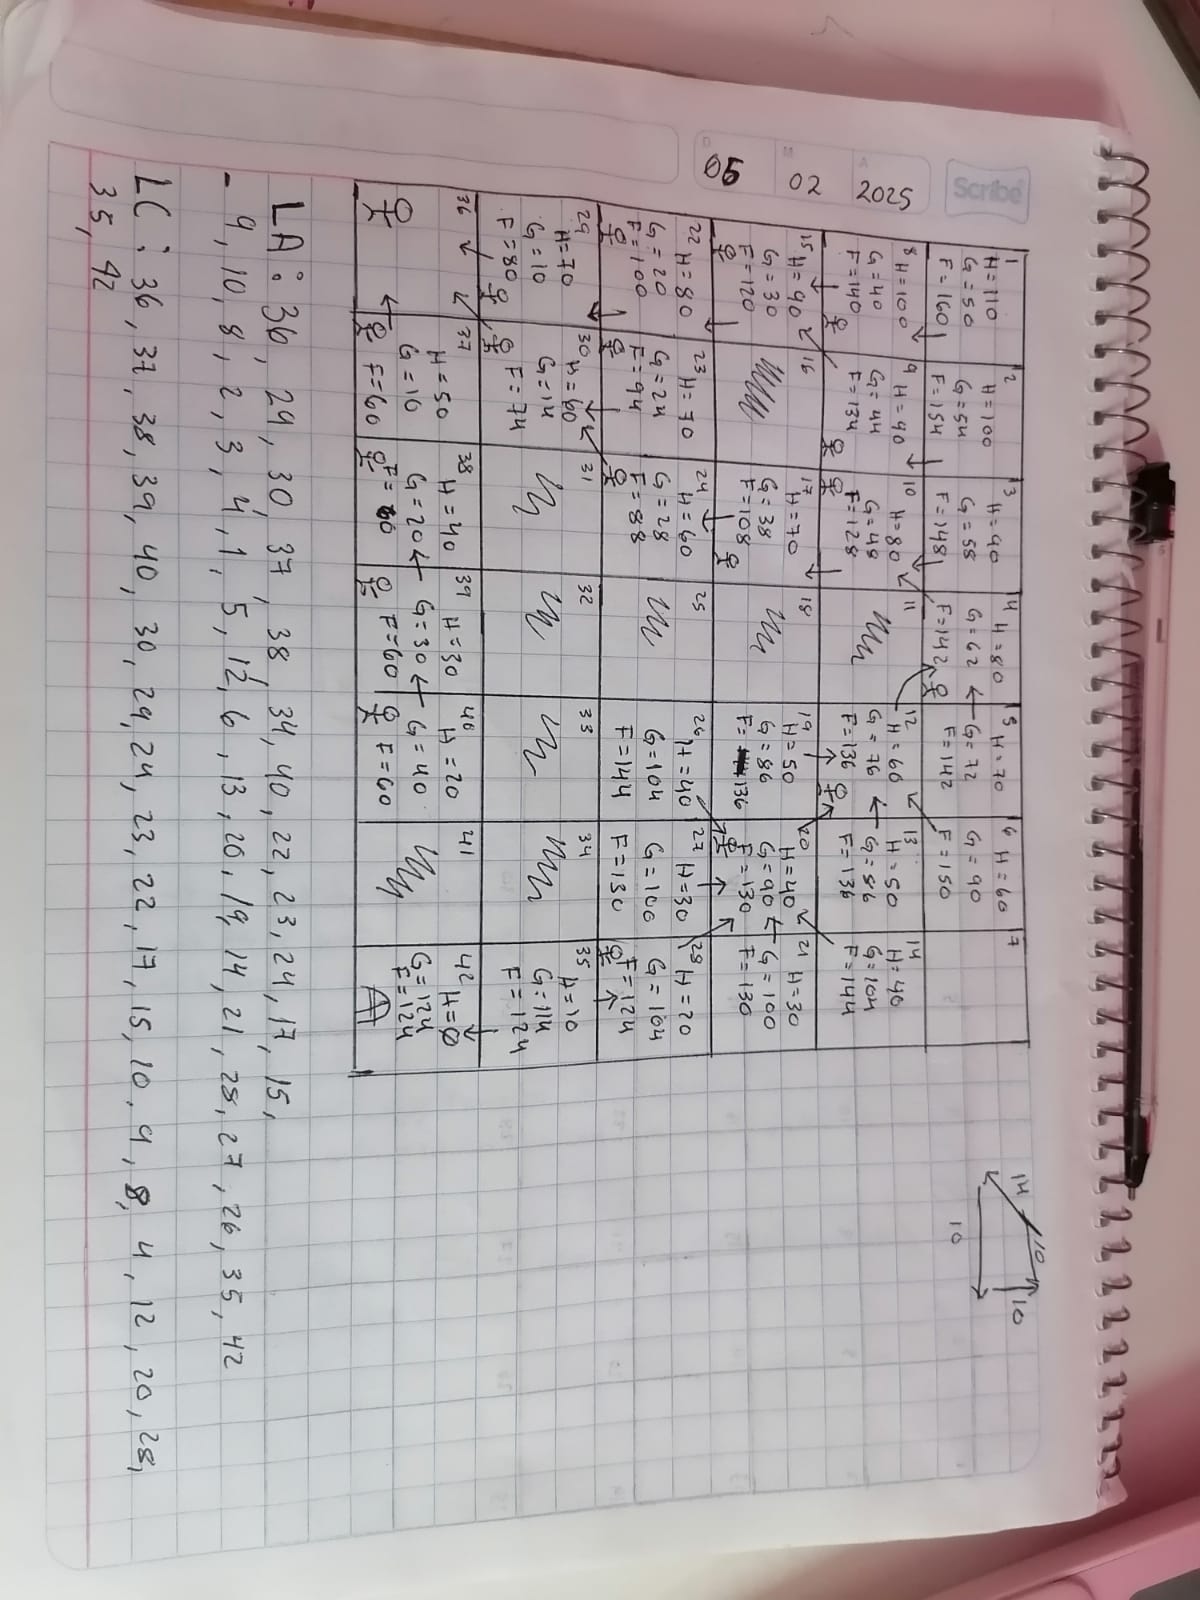 Scribe
D M A
06 02 2025
1
H=110
G=50
F=160
2
H=100
G=54
F=154
3
H=90
G=58
F=148
4
H=80
G=62
F=142
5
H=70
G=72
F=142
6
H=60
G=90
F=150
7
8
H=100
G=40
F=140
9
H=90
G=44
F=134
10
H=80
G=48
F=128
11
12
H=60
G=76
F=136
13
H=50
G=86
F=136
14
H=40
G=104
F=144
15
H=90
G=30
F=120
16
17
H=70
G=38
F=108
18
19
H=50
G=86
F=136
20
H=40
G=90
F=130
21
H=30
G=100
F=130
22
H=80
G=20
F=100
23
H=70
G=24
F=94
24
H=60
G=28
F=88
25
26
H=40
G=104
F=144
27
H=30
G=100
F=130
28
H=20
G=104
F=124
29
H=70
G=10
F=80
30
H=60
G=14
F=74
31
32
33
34
35
H=10
G=114
F=124
36
37
H=50
G=10
F=60
38
H=40
G=20
F=60
39
H=30
G=30
F=60
40
H=20
G=40
F=60
41
42
H=0
G=124
F=124
A
14
10
10
10
LA: 36, 29, 30, 37, 38, 39, 40, 22, 23, 24, 17, 15,
- 9, 10, 8, 2, 3, 4, 1, 5, 12, 6, 13, 20, 19, 14, 21, 28, 27, 26, 35, 42
LC: 36, 37, 38, 39, 40, 30, 29, 24, 23, 22, 17, 15, 10, 9, 8, 4, 12, 20, 28,
35, 42